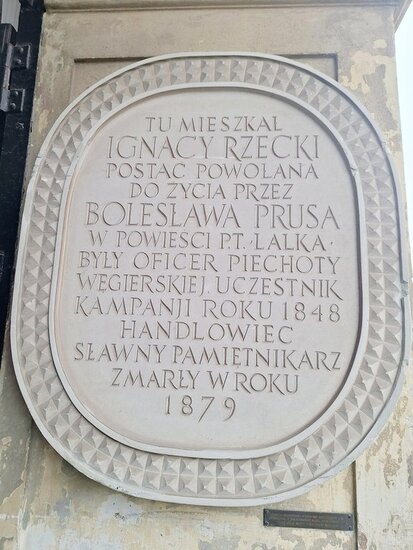 TU MIESZKAŁ
IGNACY RZECKI
POSTAĆ POWOŁANA
DO ŻYCIA PRZEZ
BOLESŁAWA PRUSA
W POWIEŚCI P.T. „LALKA”
BYŁY OFICER PIECHOTY
WĘGIERSKIEJ, UCZESTNIK
KAMPANJI ROKU 1848
HANDLOWIEC
SŁAWNY PAMIĘTNIKARZ
ZMARŁY W ROKU
1879